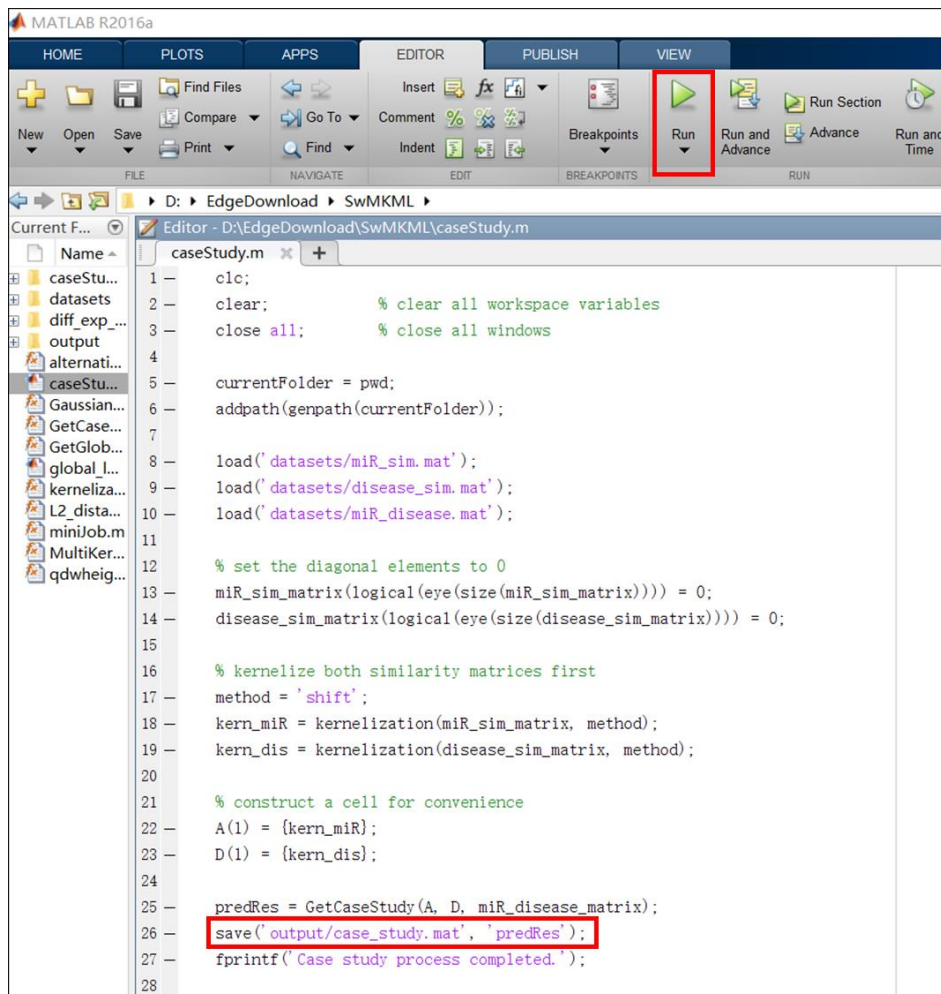 MATLAB R2016a
HOME PLOTS APPS EDITOR PUBLISH VIEW
New Open Save Find Files Compare Print
Go To Find
Insert fx
Comment
Indent
Breakpoints
Run
Run and Advance
Run Section
Advance
Run and Time
FILE NAVIGATE EDIT BREAKPOINTS RUN
D: EdgeDownload SwMKML
Current F...
Editor - D:\EdgeDownload\SwMKML\caseStudy.m
Name
caseStu...
datasets
diff_exp_...
output
alternati...
caseStu...
Gaussian...
GetCase...
GetGlob...
global_l...
kerneliza...
L2_dista...
miniJob.m
MultiKer...
qdwheig...
caseStudy.m
1 clc;
2 clear; % clear all workspace variables
3 close all; % close all windows
4
5 currentFolder = pwd;
6 addpath(genpath(currentFolder));
7
8 load('datasets/miR_sim.mat');
9 load('datasets/disease_sim.mat');
10 load('datasets/miR_disease.mat');
11
12 % set the diagonal elements to 0
13 miR_sim_matrix(logical(eye(size(miR_sim_matrix)))) = 0;
14 disease_sim_matrix(logical(eye(size(disease_sim_matrix)))) = 0;
15
16 % kernelize both similarity matrices first
17 method = 'shift';
18 kern_miR = kernelization(miR_sim_matrix, method);
19 kern_dis = kernelization(disease_sim_matrix, method);
20
21 % construct a cell for convenience
22 A(1) = {kern_miR};
23 D(1) = {kern_dis};
24
25 predRes = GetCaseStudy(A, D, miR_disease_matrix);
26 save('output/case_study.mat', 'predRes');
27 fprintf('Case study process completed.');
28